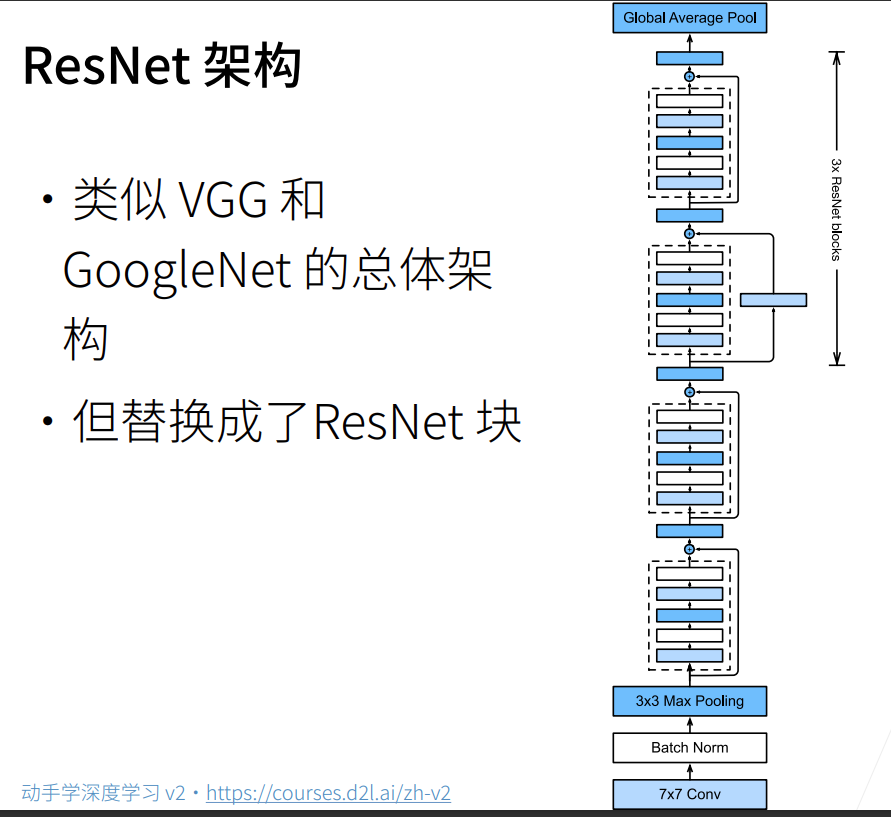 ResNet 架构
• 类似 VGG 和
GoogleNet 的总体架
构
• 但替换成了ResNet 块
动手学深度学习 v2 • https://courses.d2l.ai/zh-v2
Global Average Pool
3x ResNet blocks
3x3 Max Pooling
Batch Norm
7x7 Conv